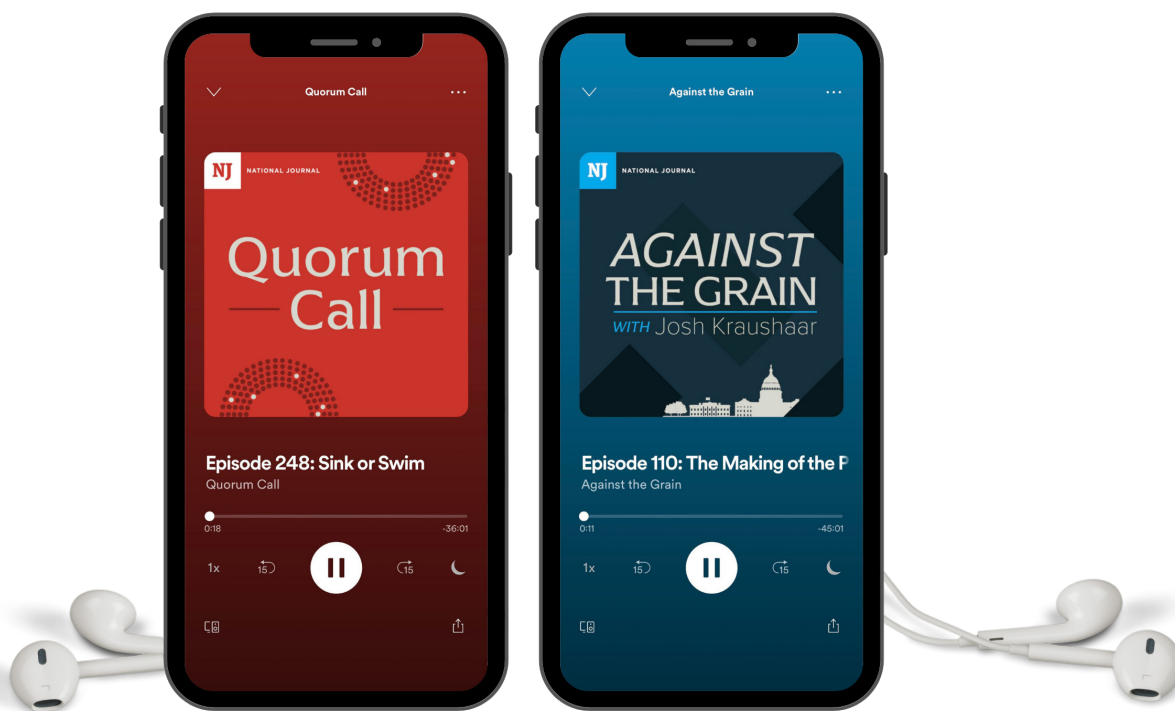 Quorum Call
NJ NATIONAL JOURNAL
Quorum
Call
Episode 248: Sink or Swim
Quorum Call
0:18 -36:01
1x 15 15
Against the Grain
NJ NATIONAL JOURNAL
AGAINST
THE GRAIN
WITH Josh Kraushaar
Episode 110: The Making of the P
Against the Grain
0:11 -45:01
1x 15 15